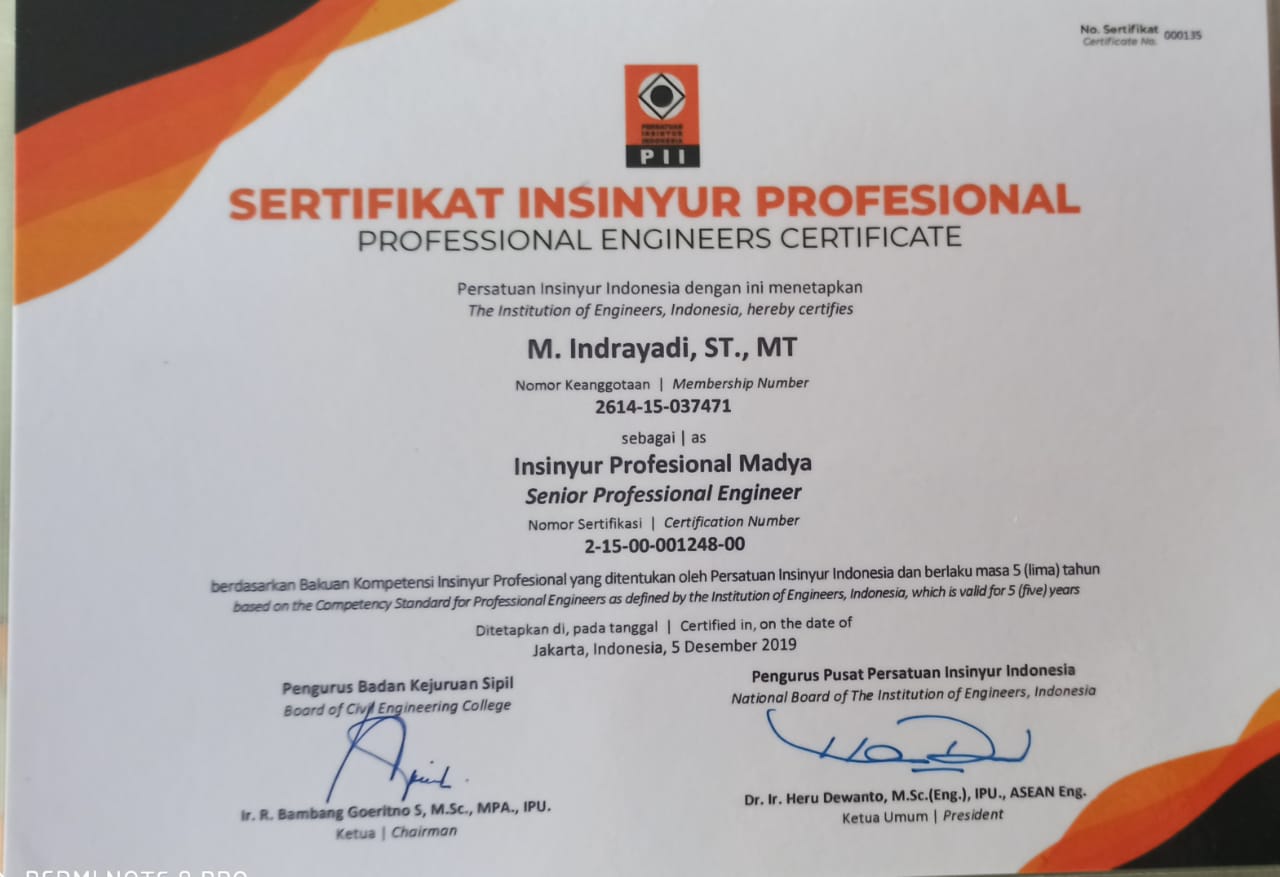 No. Sertifikat 000135
Certificate No.
PERSATUAN
INSINYUR
INDONESIA
PII
SERTIFIKAT INSINYUR PROFESIONAL
PROFESSIONAL ENGINEERS CERTIFICATE
Persatuan Insinyur Indonesia dengan ini menetapkan
The Institution of Engineers, Indonesia, hereby certifies
M. Indrayadi, ST., MT
Nomor Keanggotaan | Membership Number
2614-15-037471
sebagai | as
Insinyur Profesional Madya
Senior Professional Engineer
Nomor Sertifikasi | Certification Number
2-15-00-001248-00
berdasarkan Bakuan Kompetensi Insinyur Profesional yang ditentukan oleh Persatuan Insinyur Indonesia dan berlaku masa 5 (lima) tahun
based on the Competency Standard for Professional Engineers as defined by the Institution of Engineers, Indonesia, which is valid for 5 (five) years
Ditetapkan di, pada tanggal | Certified in, on the date of
Jakarta, Indonesia, 5 Desember 2019
Pengurus Badan Kejuruan Sipil
Board of Civil Engineering College
Ir. R. Bambang Goeritno S, M.Sc., MPA., IPU.
Ketua | Chairman
Pengurus Pusat Persatuan Insinyur Indonesia
National Board of The Institution of Engineers, Indonesia
Dr. Ir. Heru Dewanto, M.Sc.(Eng.), IPU., ASEAN Eng.
Ketua Umum | President
REDMI NOTE 8 PRO